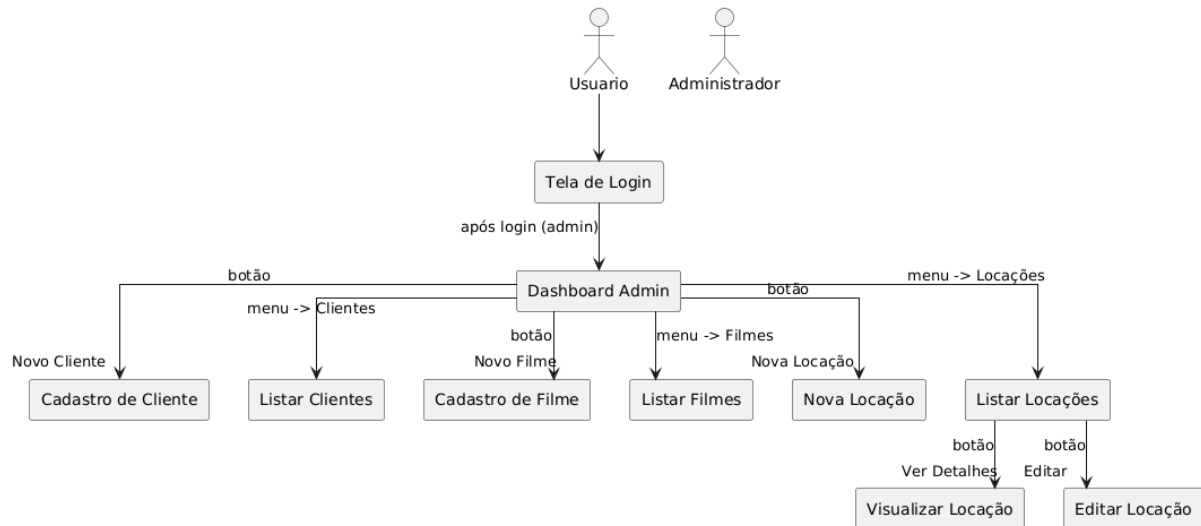 Usuario
Administrador
Tela de Login
após login (admin)
Dashboard Admin
botão
menu -> Clientes
botão
menu -> Filmes
botão
menu -> Locações
Novo Cliente
Novo Filme
Nova Locação
Cadastro de Cliente
Listar Clientes
Cadastro de Filme
Listar Filmes
Nova Locação
Listar Locações
botão
botão
Ver Detalhes
Editar
Visualizar Locação
Editar Locação